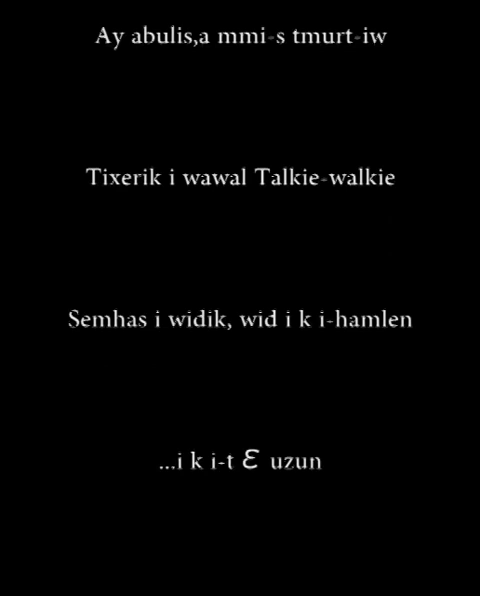 Ay abulis,a mmi-s tmurt-iw
Tixerik i wawal Talkie-walkie
Semhas i widik, wid i k i-hamlen
...i k i-t Ɛ uzun